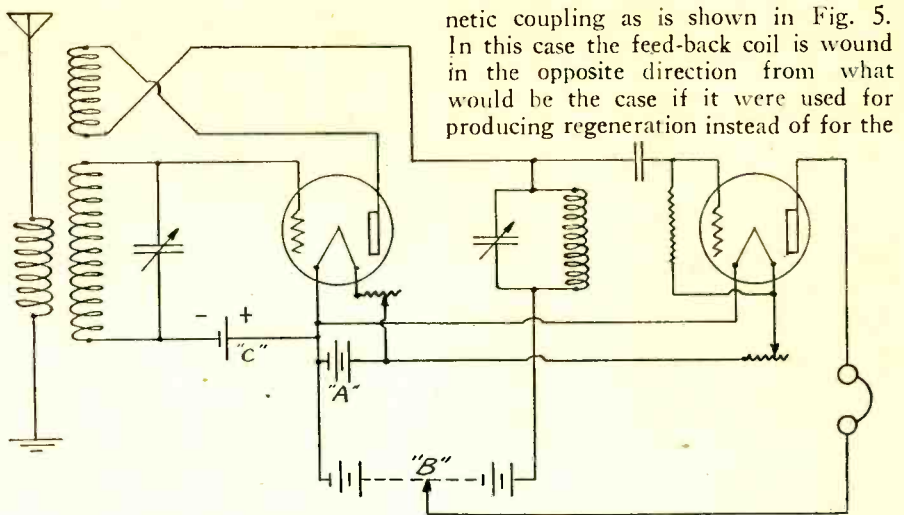 netic coupling as is shown in Fig. 5.
In this case the feed-back coil is wound
in the opposite direction from what
would be the case if it were used for
producing regeneration instead of for the
- +
"C"
"A"
"B"